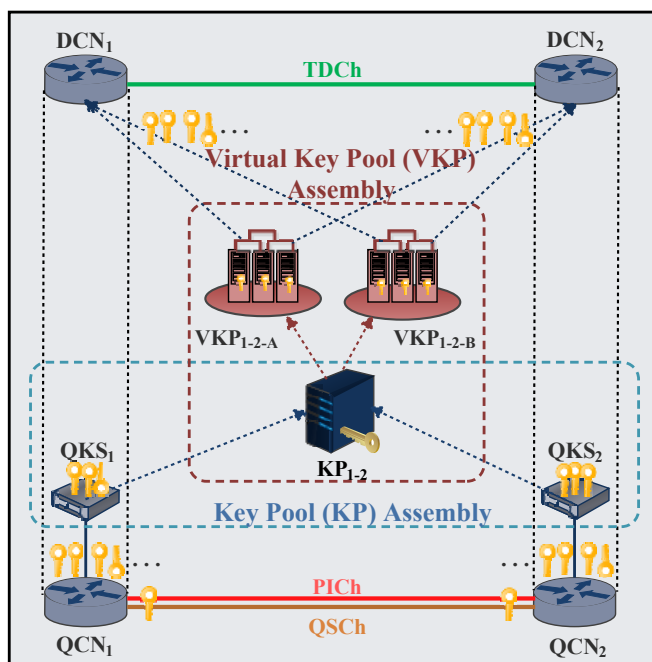 DCN₁
DCN₂
TDCh
... ...
Virtual Key Pool (VKP)
Assembly
VKP₁₋₂₋A
VKP₁₋₂₋B
QKS₁
QKS₂
KP₁₋₂
Key Pool (KP) Assembly
... ...
PICh
QSCh
QCN₁
QCN₂